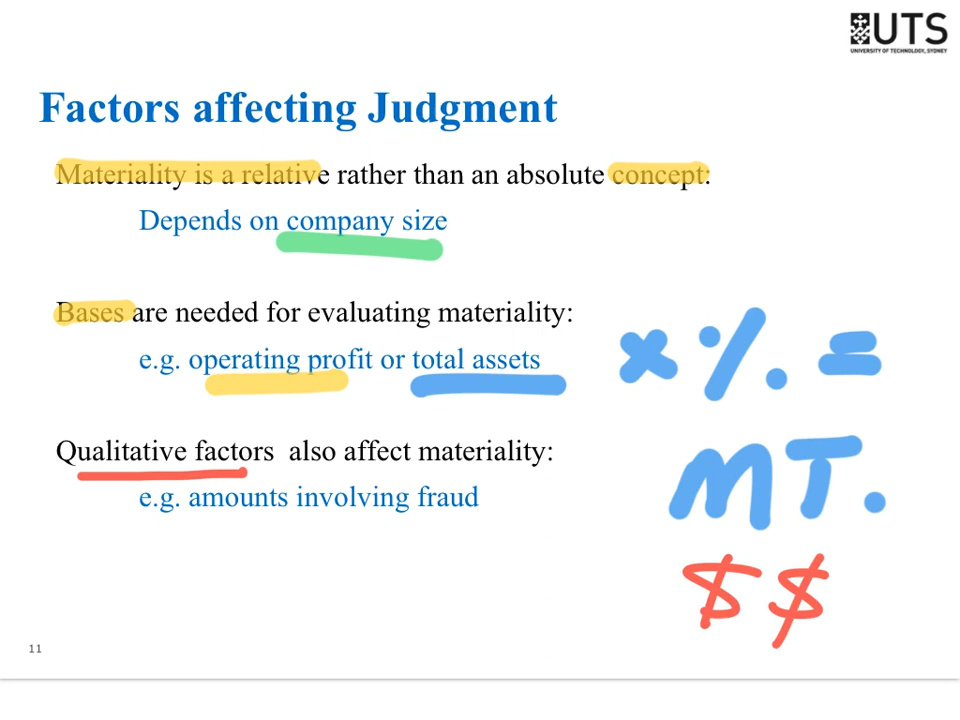 UTS
UNIVERSITY OF TECHNOLOGY, SYDNEY
Factors affecting Judgment
Materiality is a relative rather than an absolute concept:
Depends on company size
Bases are needed for evaluating materiality:
e.g. operating profit or total assets
× % =
Qualitative factors  also affect materiality:
MT.
e.g. amounts involving fraud
$ $
11